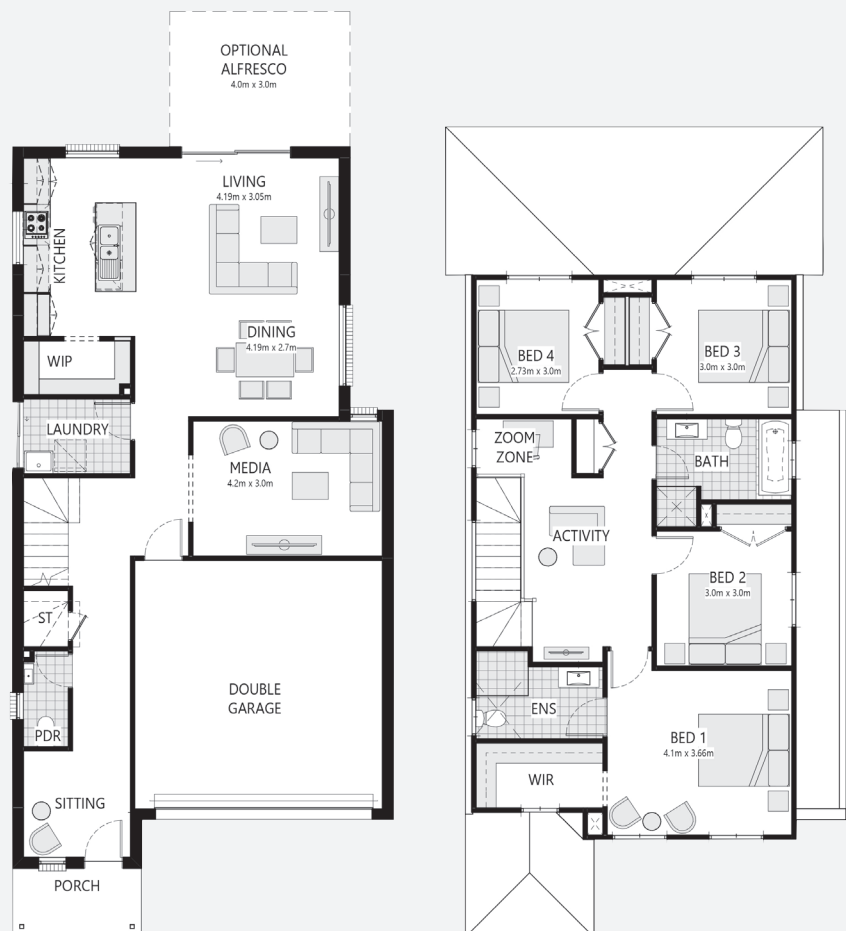 OPTIONAL
ALFRESCO
4.0m x 3.0m
LIVING
4.19m x 3.05m
KITCHEN
DINING
4.19m x 2.7m
WIP
LAUNDRY
MEDIA
4.2m x 3.0m
ST
PDR
DOUBLE
GARAGE
SITTING
PORCH
BED 4
2.73m x 3.0m
BED 3
3.0m x 3.0m
ZOOM
ZONE
BATH
ACTIVITY
BED 2
3.0m x 3.0m
ENS
BED 1
4.1m x 3.66m
WIR